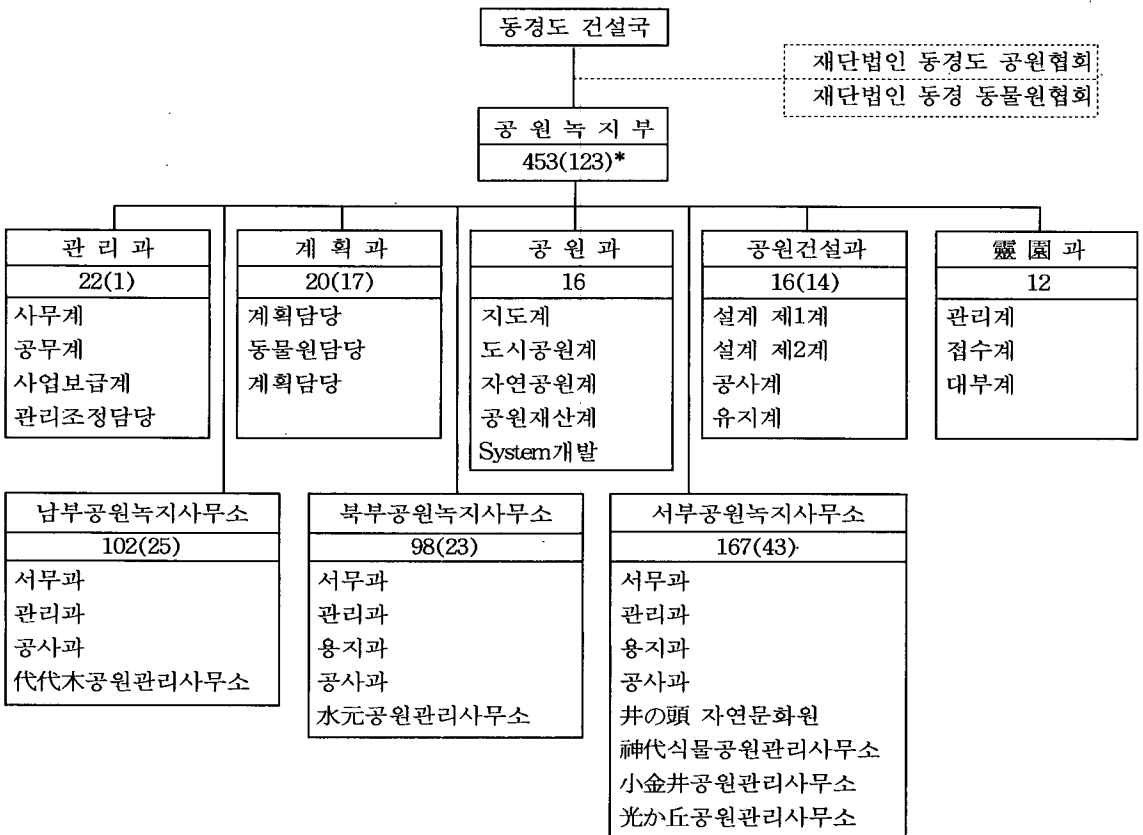 동경도 건설국
재단법인 동경도 공원협회
재단법인 동경 동물원협회
공 원 녹 지 부
453(123)*
관 리 과
22(1)
사무계
공무계
사업보급계
관리조정담당
계 획 과
20(17)
계획담당
동물원담당
계획담당
공 원 과
16
지도계
도시공원계
자연공원계
공원재산계
System개발
공원건설과
16(14)
설계 제1계
설계 제2계
공사계
유지계
靈 園 과
12
관리계
접수계
대부계
남부공원녹지사무소
102(25)
서무과
관리과
공사과
代代木공원관리사무소
북부공원녹지사무소
98(23)
서무과
관리과
용지과
공사과
水元공원관리사무소
서부공원녹지사무소
167(43)
서무과
관리과
용지과
공사과
井の頭 자연문화원
神代식물공원관리사무소
小金井공원관리사무소
光か丘공원관리사무소